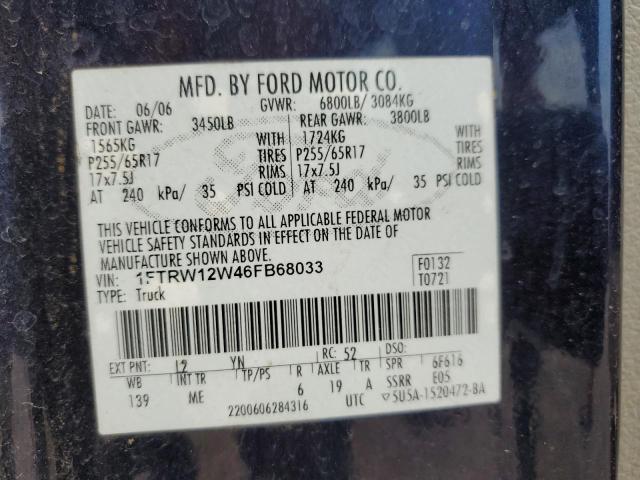 MFD. BY FORD MOTOR CO.
DATE: 06/06 GVWR: 6800LB/ 3084KG
FRONT GAWR: 3450LB REAR GAWR: 3800LB
1565KG WITH 1724KG WITH
P255/65R17 TIRES P255/65R17 TIRES
17x7.5J RIMS 17x7.5J RIMS
AT 240 kPa/ 35 PSI COLD AT 240 kPa/ 35 PSI COLD
THIS VEHICLE CONFORMS TO ALL APPLICABLE FEDERAL MOTOR
VEHICLE SAFETY STANDARDS IN EFFECT ON THE DATE OF
MANUFACTURE SHOWN ABOVE.
VIN: 1FTRW12W46FB68033 F0132
TYPE: Truck T0721
EXT PNT: L2 YN RC: 52 DSO:
WB INT TR TP/PS R AXLE TR SPR 6F616
139 ME 6 19 A SSRR E05
2200606284316 UTC 5U5A-1520472-BA